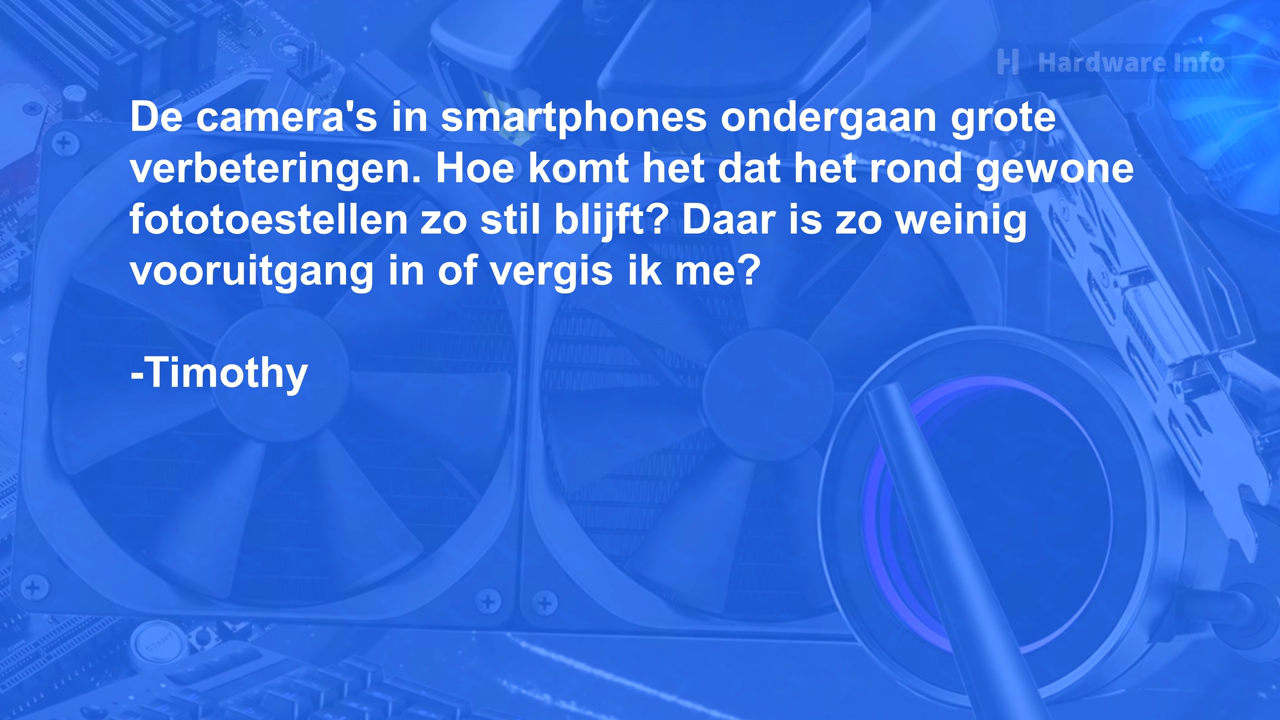 Hardware Info
De camera's in smartphones ondergaan grote
verbeteringen. Hoe komt het dat het rond gewone
fototoestellen zo stil blijft? Daar is zo weinig
vooruitgang in of vergis ik me?
-Timothy
START